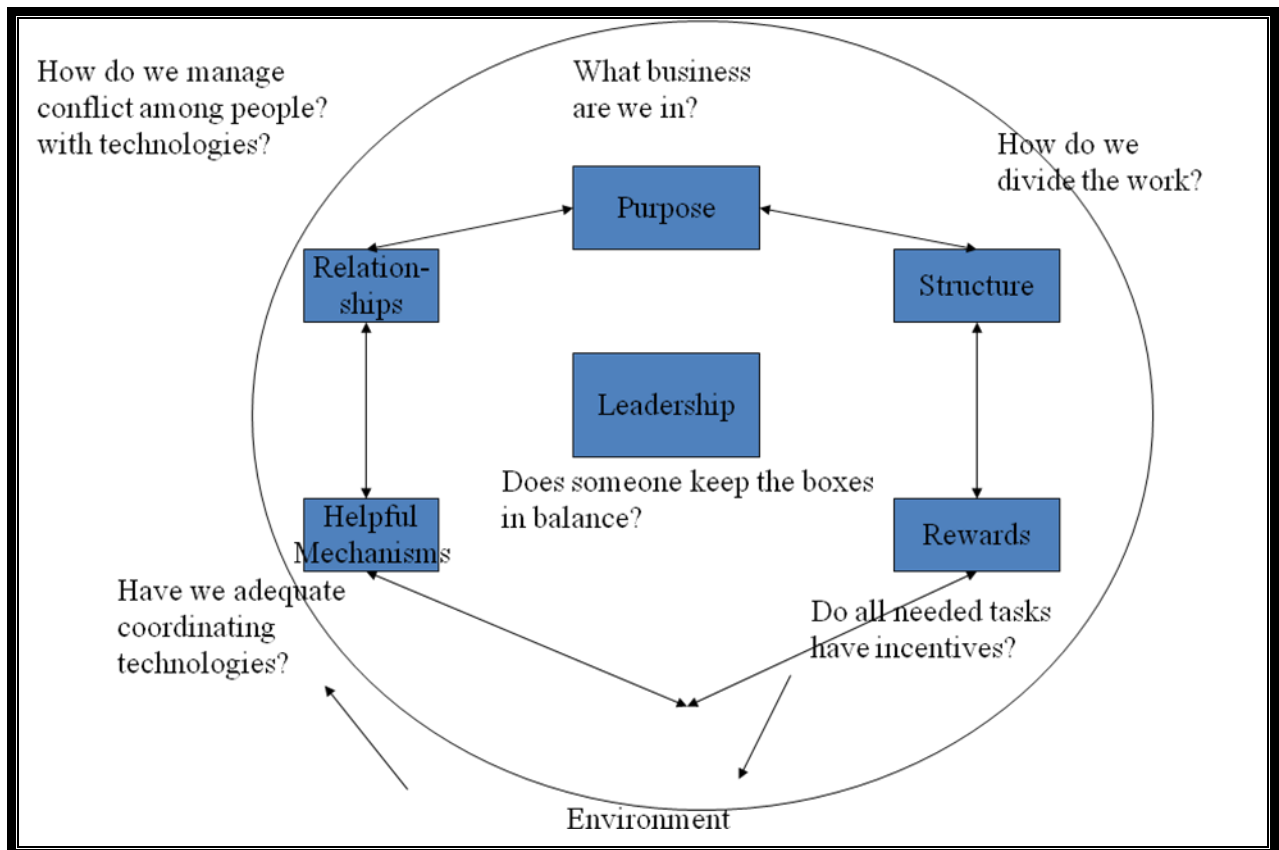 How do we manage
conflict among people?
with technologies?
What business
are we in?
How do we
divide the work?
Purpose
Relation-
ships
Structure
Leadership
Does someone keep the boxes
in balance?
Helpful
Mechanisms
Rewards
Have we adequate
coordinating
technologies?
Do all needed tasks
have incentives?
Environment